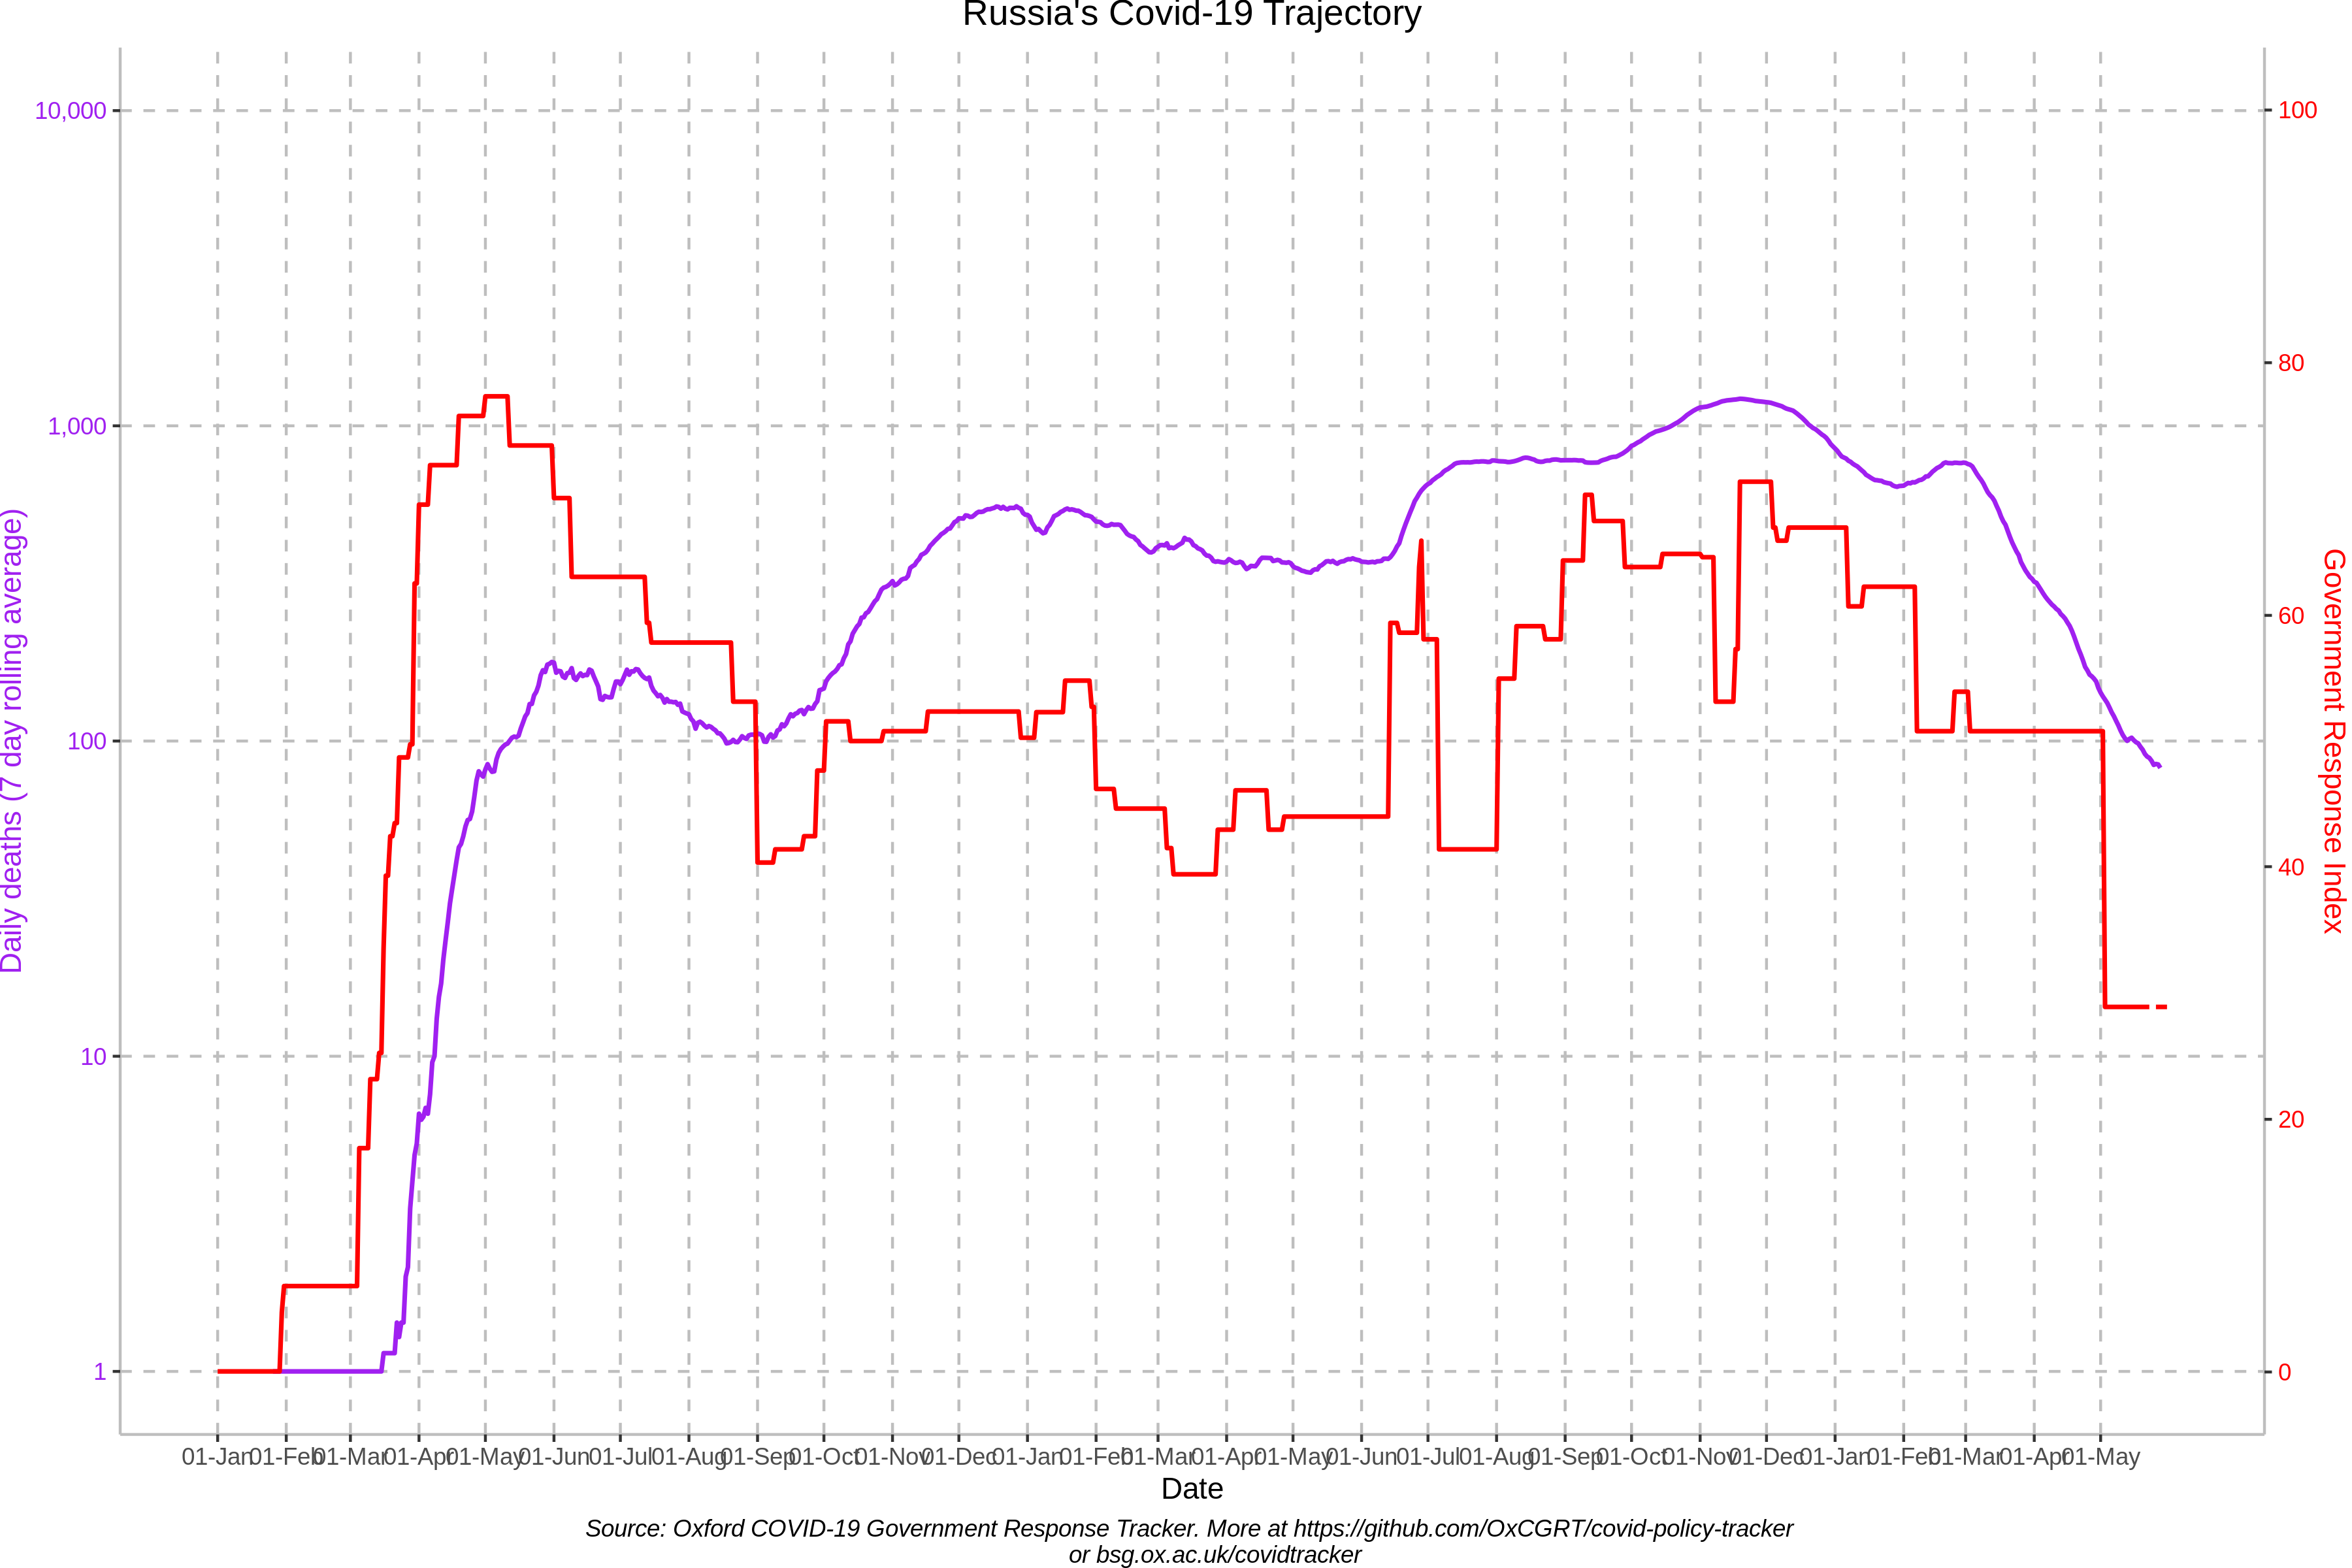 Russia's Covid-19 Trajectory
10,000
1,000
100
10
1
Daily deaths (7 day rolling average)
100
80
60
40
20
0
Government Response Index
01-Jan 01-Feb 01-Mar 01-Apr 01-May 01-Jun 01-Jul 01-Aug 01-Sep 01-Oct 01-Nov 01-Dec 01-Jan 01-Feb 01-Mar 01-Apr 01-May 01-Jun 01-Jul 01-Aug 01-Sep 01-Oct 01-Nov 01-Dec 01-Jan 01-Feb 01-Mar 01-Apr 01-May
Date
Source: Oxford COVID-19 Government Response Tracker. More at https://github.com/OxCGRT/covid-policy-tracker
or bsg.ox.ac.uk/covidtracker